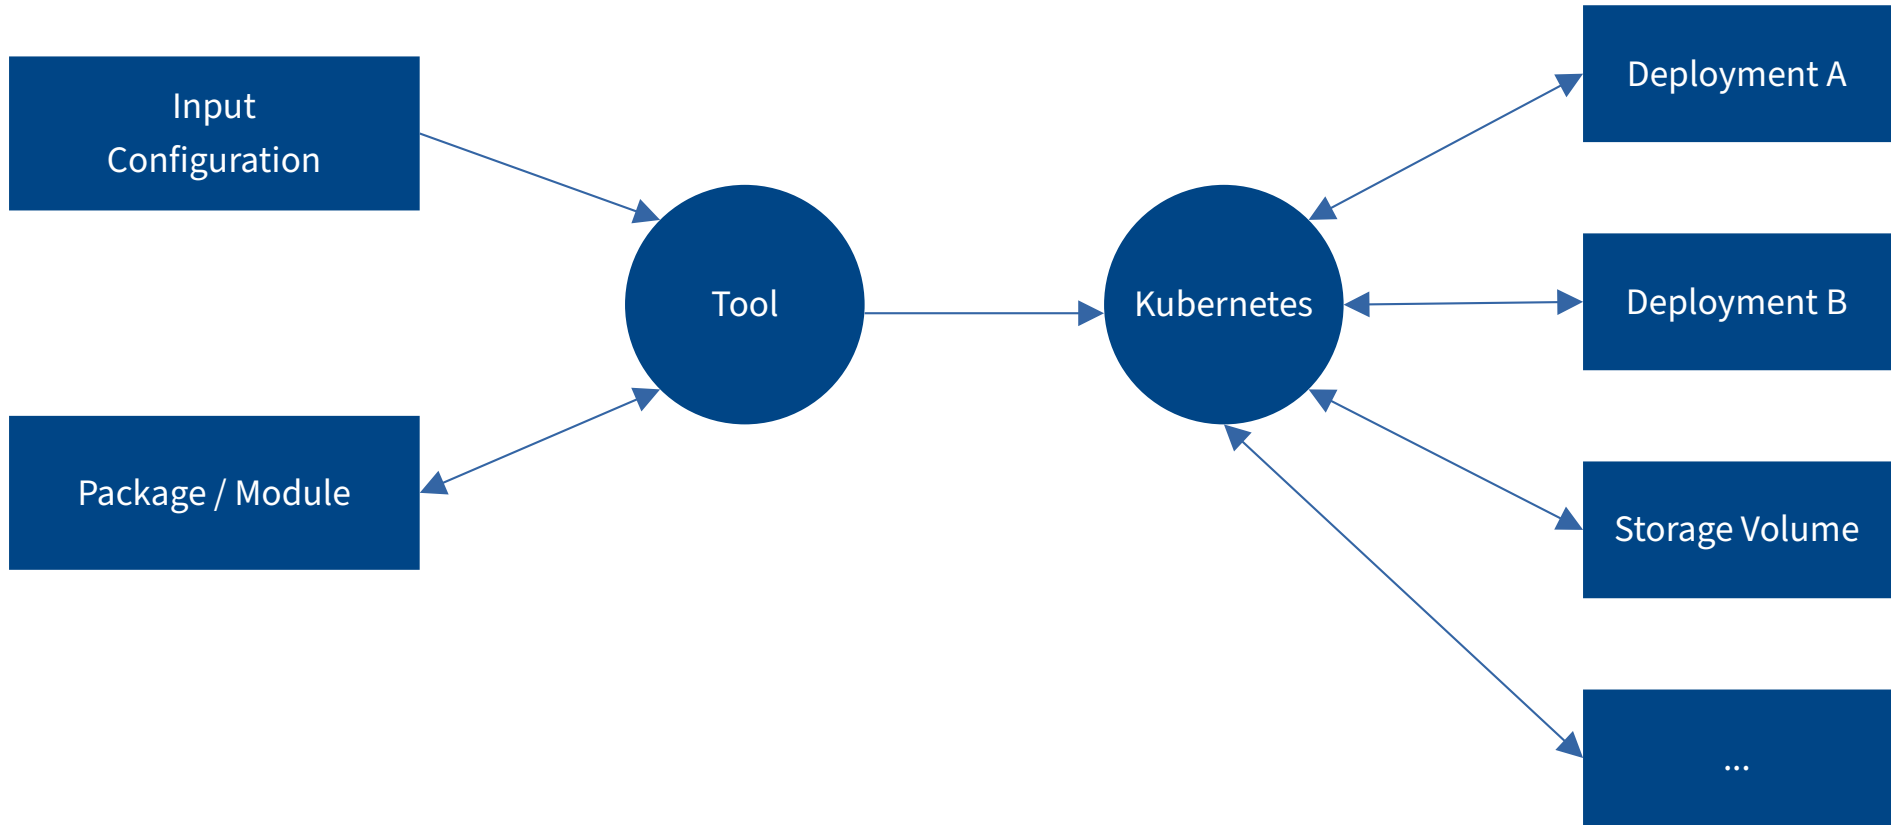 Input
Configuration
Package / Module
Tool
Kubernetes
Deployment A
Deployment B
Storage Volume
...